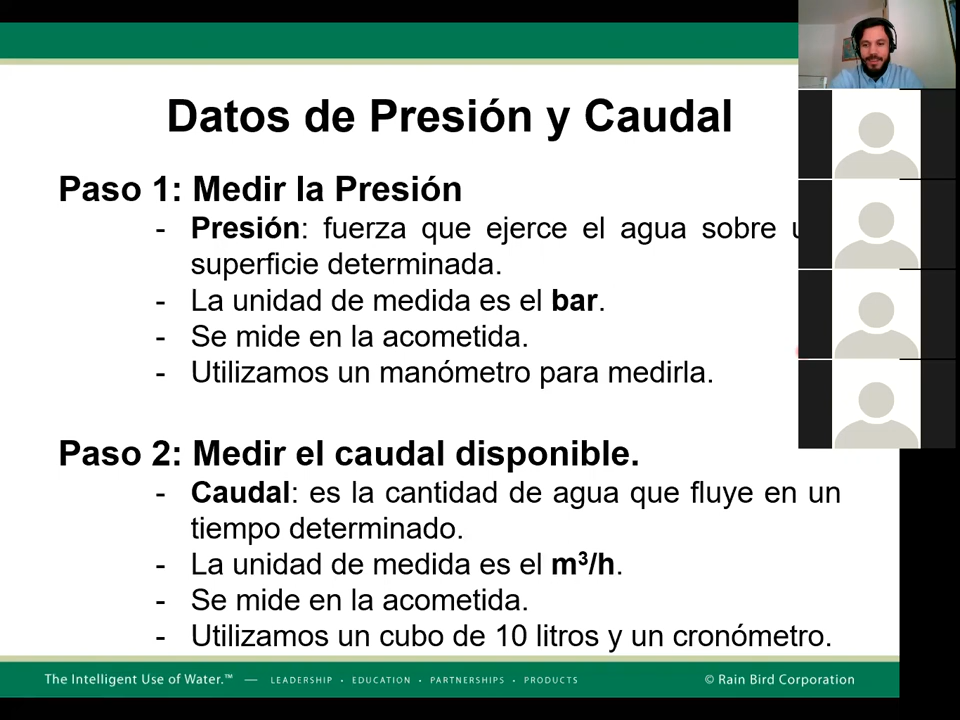 Datos de Presión y Caudal
Paso 1: Medir la Presión
- Presión: fuerza que ejerce el agua sobre
superficie determinada.
- La unidad de medida es el bar.
- Se mide en la acometida.
- Utilizamos un manómetro para medirla.
Paso 2: Medir el caudal disponible.
- Caudal: es la cantidad de agua que fluye en un
tiempo determinado.
- La unidad de medida es el m³/h.
- Se mide en la acometida.
- Utilizamos un cubo de 10 litros y un cronómetro.
The Intelligent Use of Water.™ — LEADERSHIP • EDUCATION • PARTNERSHIPS • PRODUCTS © Rain Bird Corporation